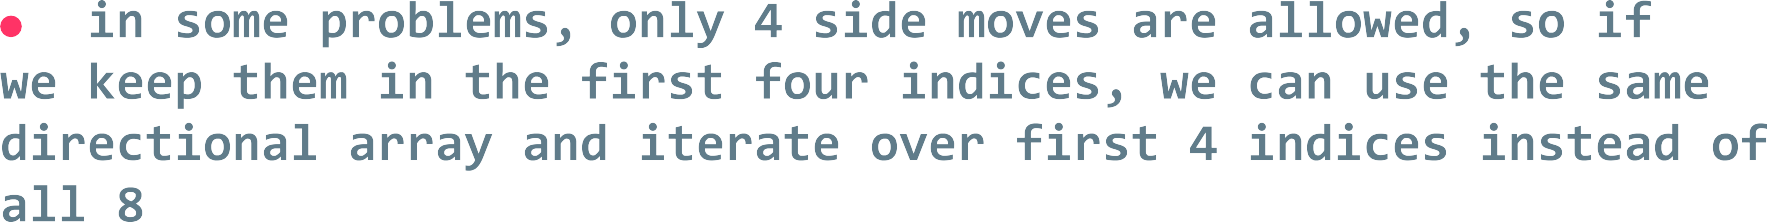 ● in some problems, only 4 side moves are allowed, so if
we keep them in the first four indices, we can use the same
directional array and iterate over first 4 indices instead of
all 8